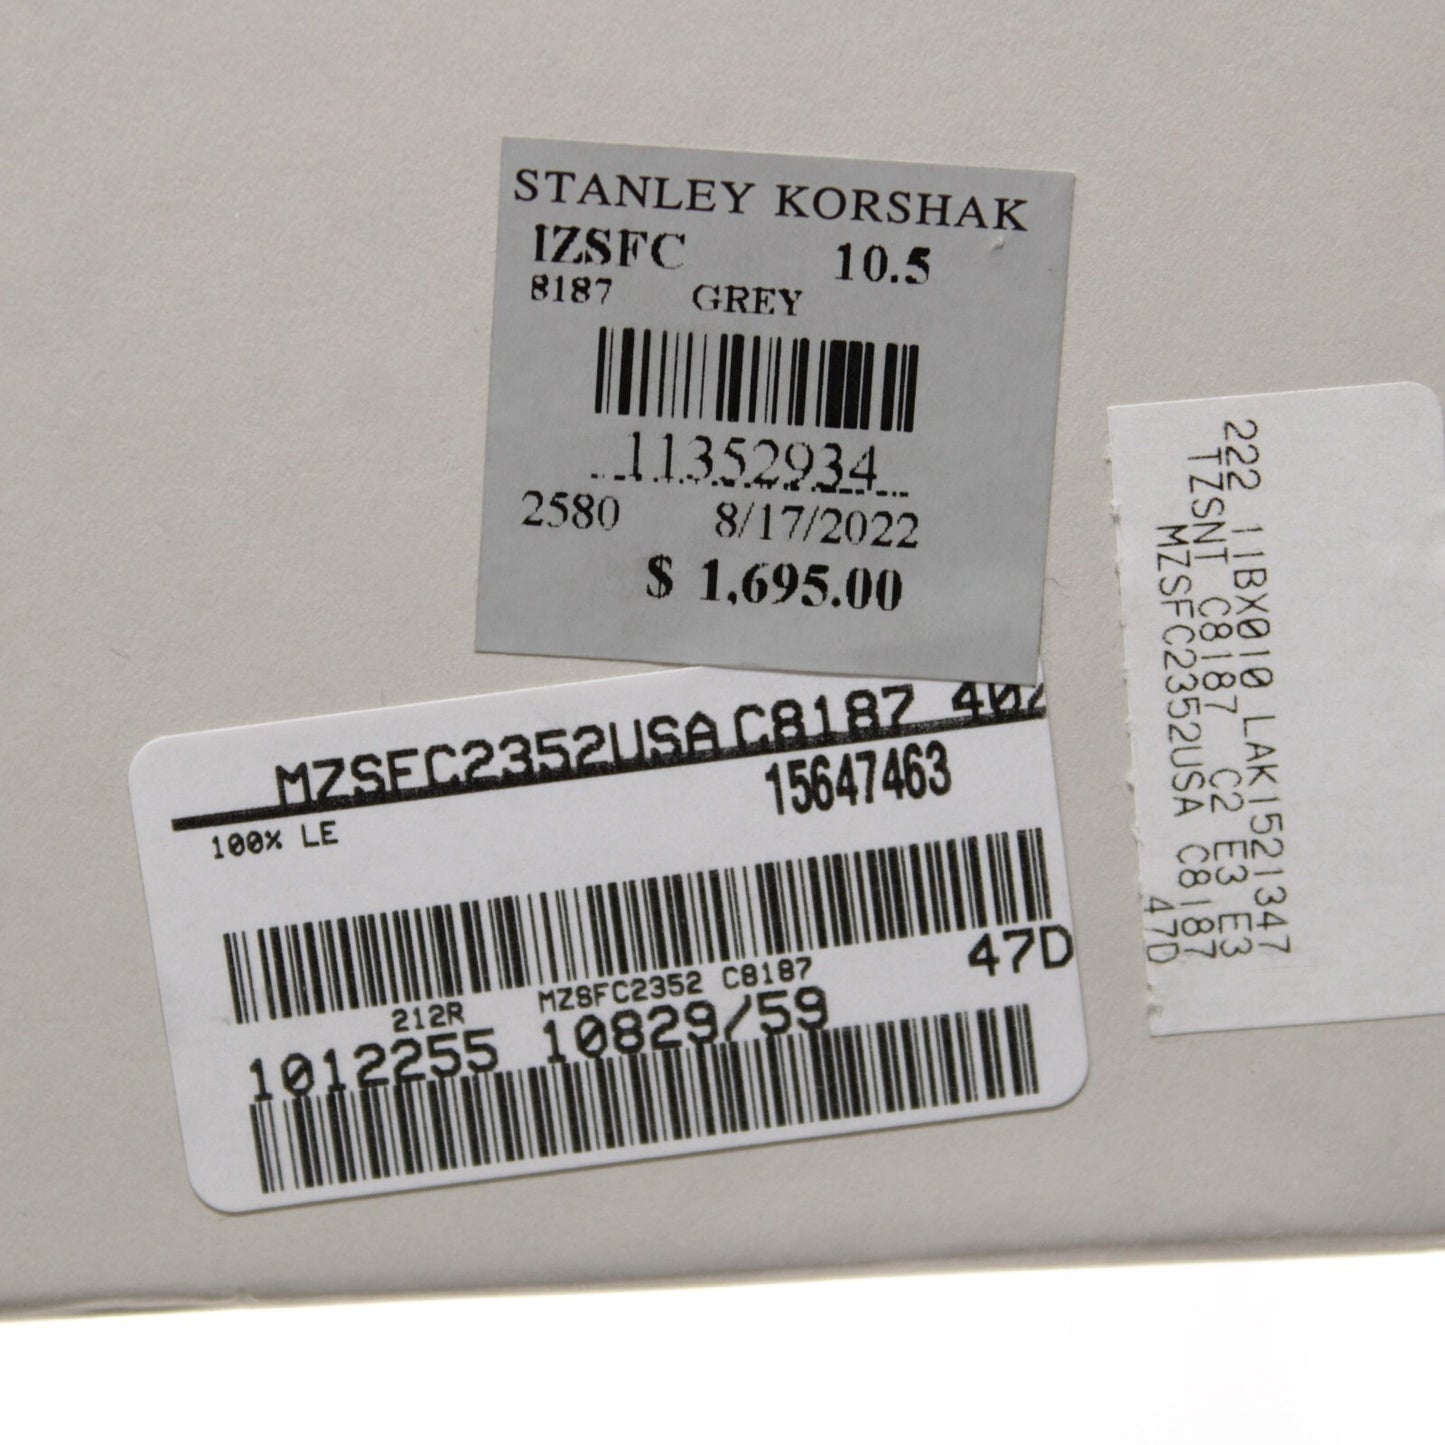 STANLEY KORSHAK
IZSFC 10.5
8187 GREY
11352934
2580 8/17/2022
$ 1,695.00
MZSFC2352USA C8187
15647463
100% LE
47D
212R MZSFC2352 C8187
1012255 10829/59
222 11BX010 LAK1521347
TZSNT C8187 C2 E3 E3
MZSFC2352USA C8187
47D